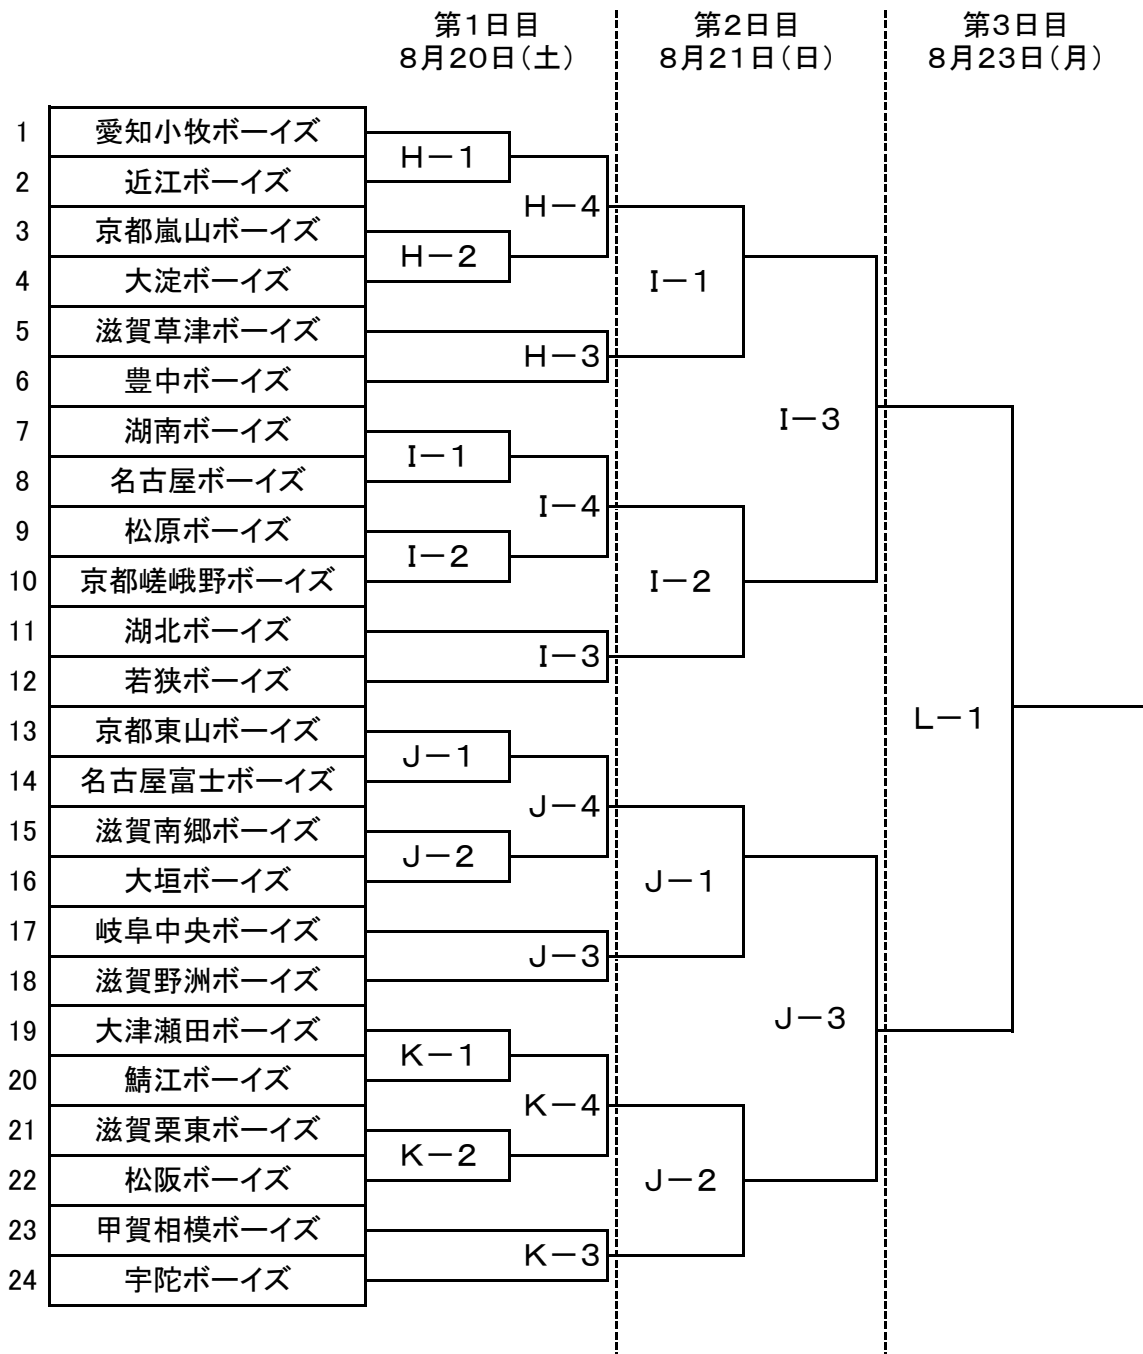 第1日目
8月20日(土)
第2日目
8月21日(日)
第3日目
8月23日(月)
1 愛知小牧ボーイズ
H－1
2 近江ボーイズ
H－4
3 京都嵐山ボーイズ
H－2
4 大淀ボーイズ
I－1
5 滋賀草津ボーイズ
H－3
6 豊中ボーイズ
I－3
7 湖南ボーイズ
I－1
8 名古屋ボーイズ
I－4
9 松原ボーイズ
I－2
10 京都嵯峨野ボーイズ
I－2
11 湖北ボーイズ
I－3
12 若狭ボーイズ
L－1
13 京都東山ボーイズ
J－1
14 名古屋富士ボーイズ
J－4
15 滋賀南郷ボーイズ
J－2
16 大垣ボーイズ
J－1
17 岐阜中央ボーイズ
J－3
18 滋賀野洲ボーイズ
J－3
19 大津瀬田ボーイズ
K－1
20 鯖江ボーイズ
K－4
21 滋賀栗東ボーイズ
K－2
22 松阪ボーイズ
J－2
23 甲賀相模ボーイズ
K－3
24 宇陀ボーイズ